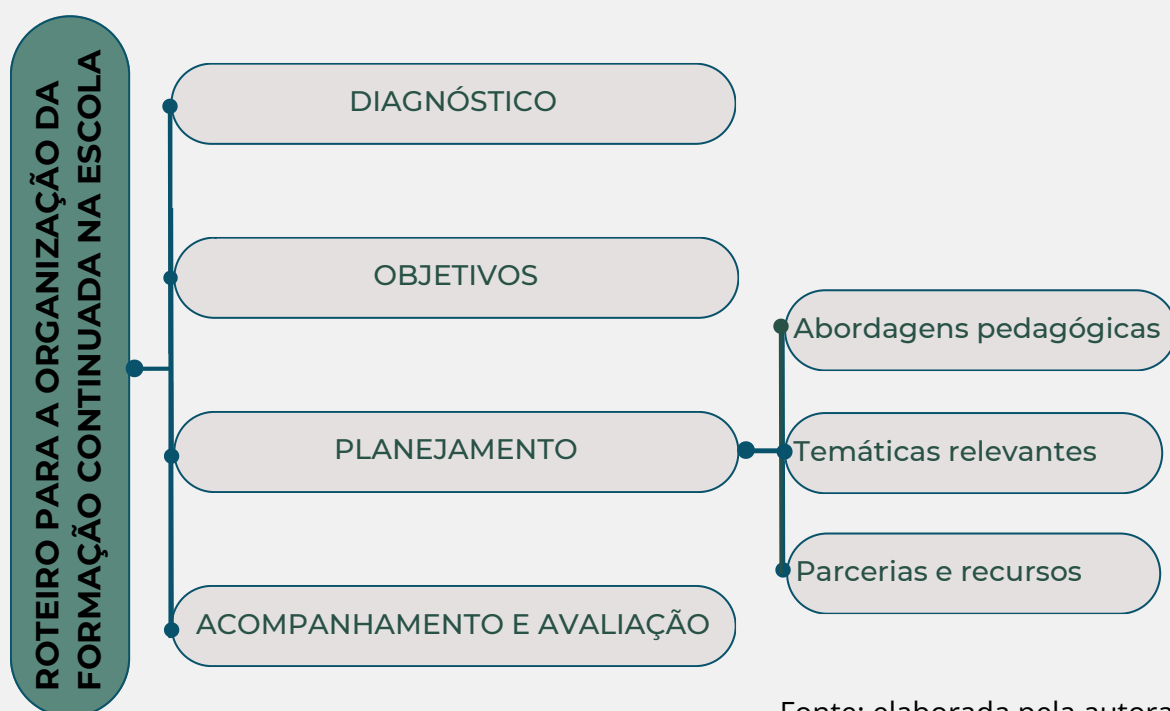 ROTEIRO PARA A ORGANIZAÇÃO DA
FORMAÇÃO CONTINUADA NA ESCOLA
DIAGNÓSTICO
OBJETIVOS
PLANEJAMENTO
Abordagens pedagógicas
Temáticas relevantes
Parcerias e recursos
ACOMPANHAMENTO E AVALIAÇÃO
Fonte: elaborada pela autora